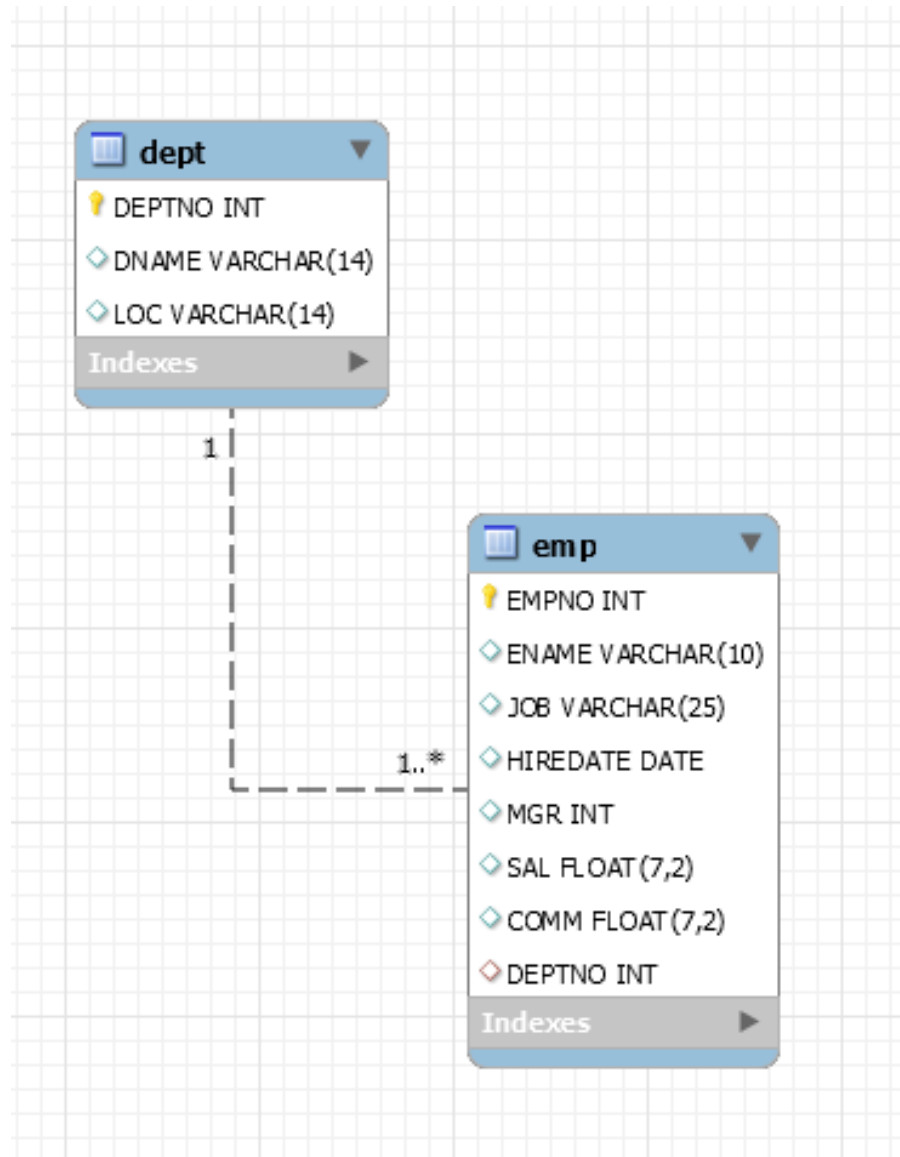 dept
DEPTNO INT
DNAME VARCHAR(14)
LOC VARCHAR(14)
Indexes
1
1..*
emp
EMPNO INT
ENAME VARCHAR(10)
JOB VARCHAR(25)
HIREDATE DATE
MGR INT
SAL FLOAT(7,2)
COMM FLOAT(7,2)
DEPTNO INT
Indexes